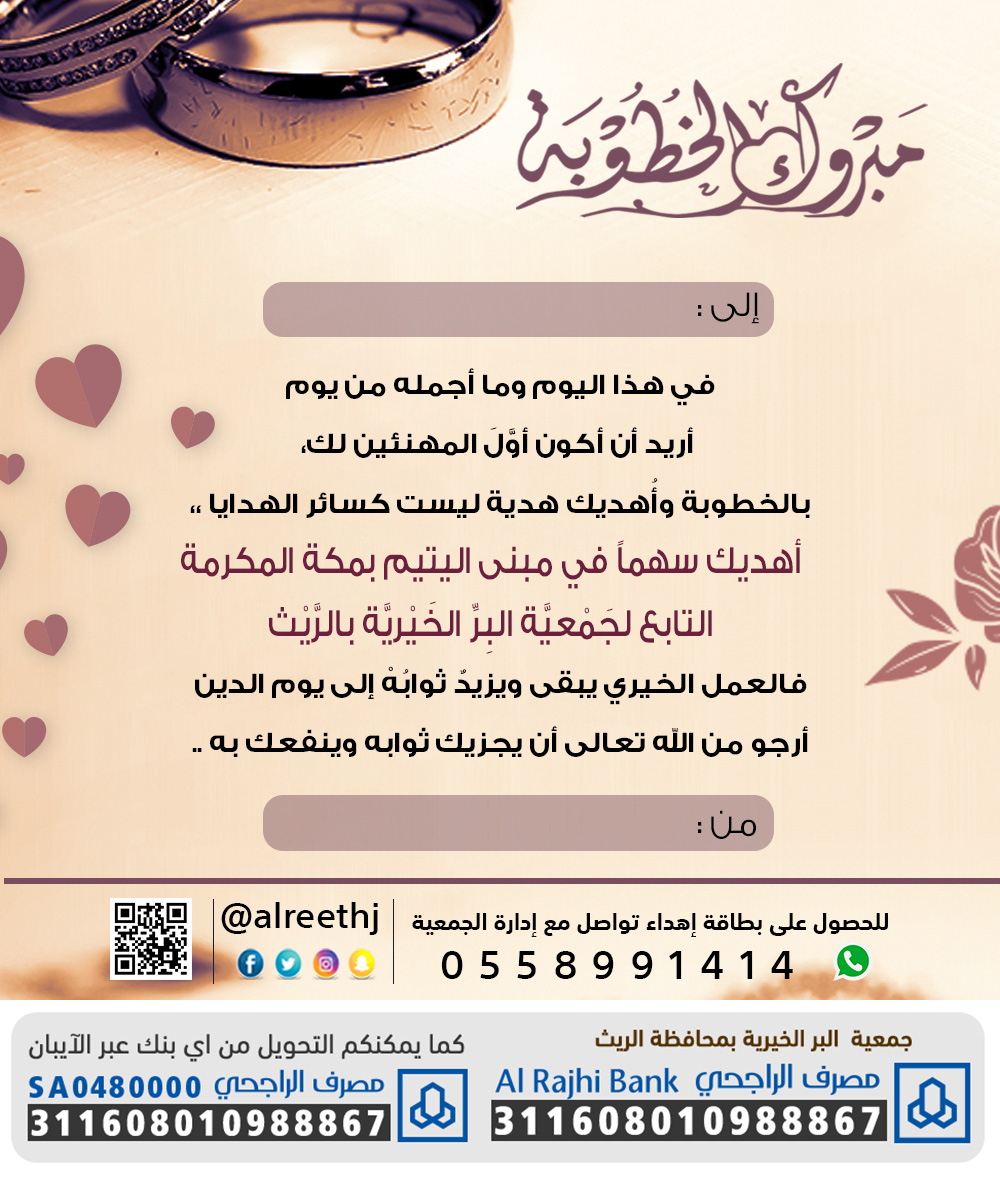 مبروك الخُطُوْبَة
إلى :
في هذا اليوم وما أجمله من يوم
أريد أن أكون أوَّلَ المهنئين لك،
بالخطوبة وأُهديك هدية ليست كسائر الهدايا ،،
أهديك سهماً في مبنى اليتيم بمكة المكرمة
التابع لجَمْعيَّة البِرِّ الخَيْريَّة بالرَّيْث
فالعمل الخيري يبقى ويزيدُ ثوابُهْ إلى يوم الدين
أرجو من الله تعالى أن يجزيك ثوابه وينفعك به ..
من :
للحصول على بطاقة إهداء تواصل مع إدارة الجمعية
0558991414
@alreethj
جمعية البر الخيرية بمحافظة الريث
مصرف الراجحي Al Rajhi Bank
311608010988867
كما يمكنكم التحويل من اي بنك عبر الآيبان
مصرف الراجحي SA0480000
311608010988867